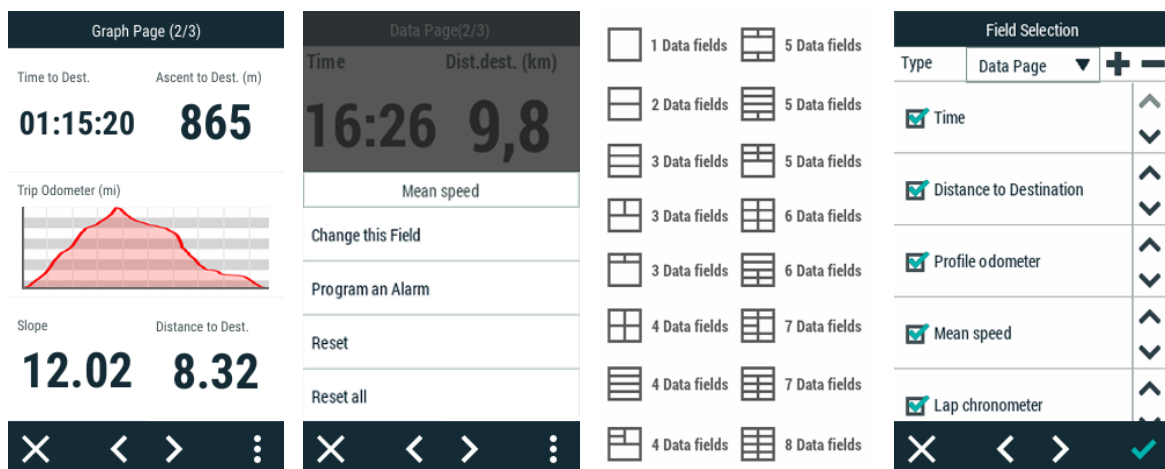 Graph Page (2/3)
Time to Dest. Ascent to Dest. (m)
01:15:20 865
Trip Odometer (mi)
Slope Distance to Dest.
12.02 8.32
Data Page(2/3)
Time Dist.dest. (km)
16:26 9,8
Mean speed
Change this Field
Program an Alarm
Reset
Reset all
1 Data fields 5 Data fields
2 Data fields 5 Data fields
3 Data fields 5 Data fields
3 Data fields 6 Data fields
3 Data fields 6 Data fields
4 Data fields 7 Data fields
4 Data fields 7 Data fields
4 Data fields 8 Data fields
Field Selection
Type Data Page
Time
Distance to Destination
Profile odometer
Mean speed
Lap chronometer